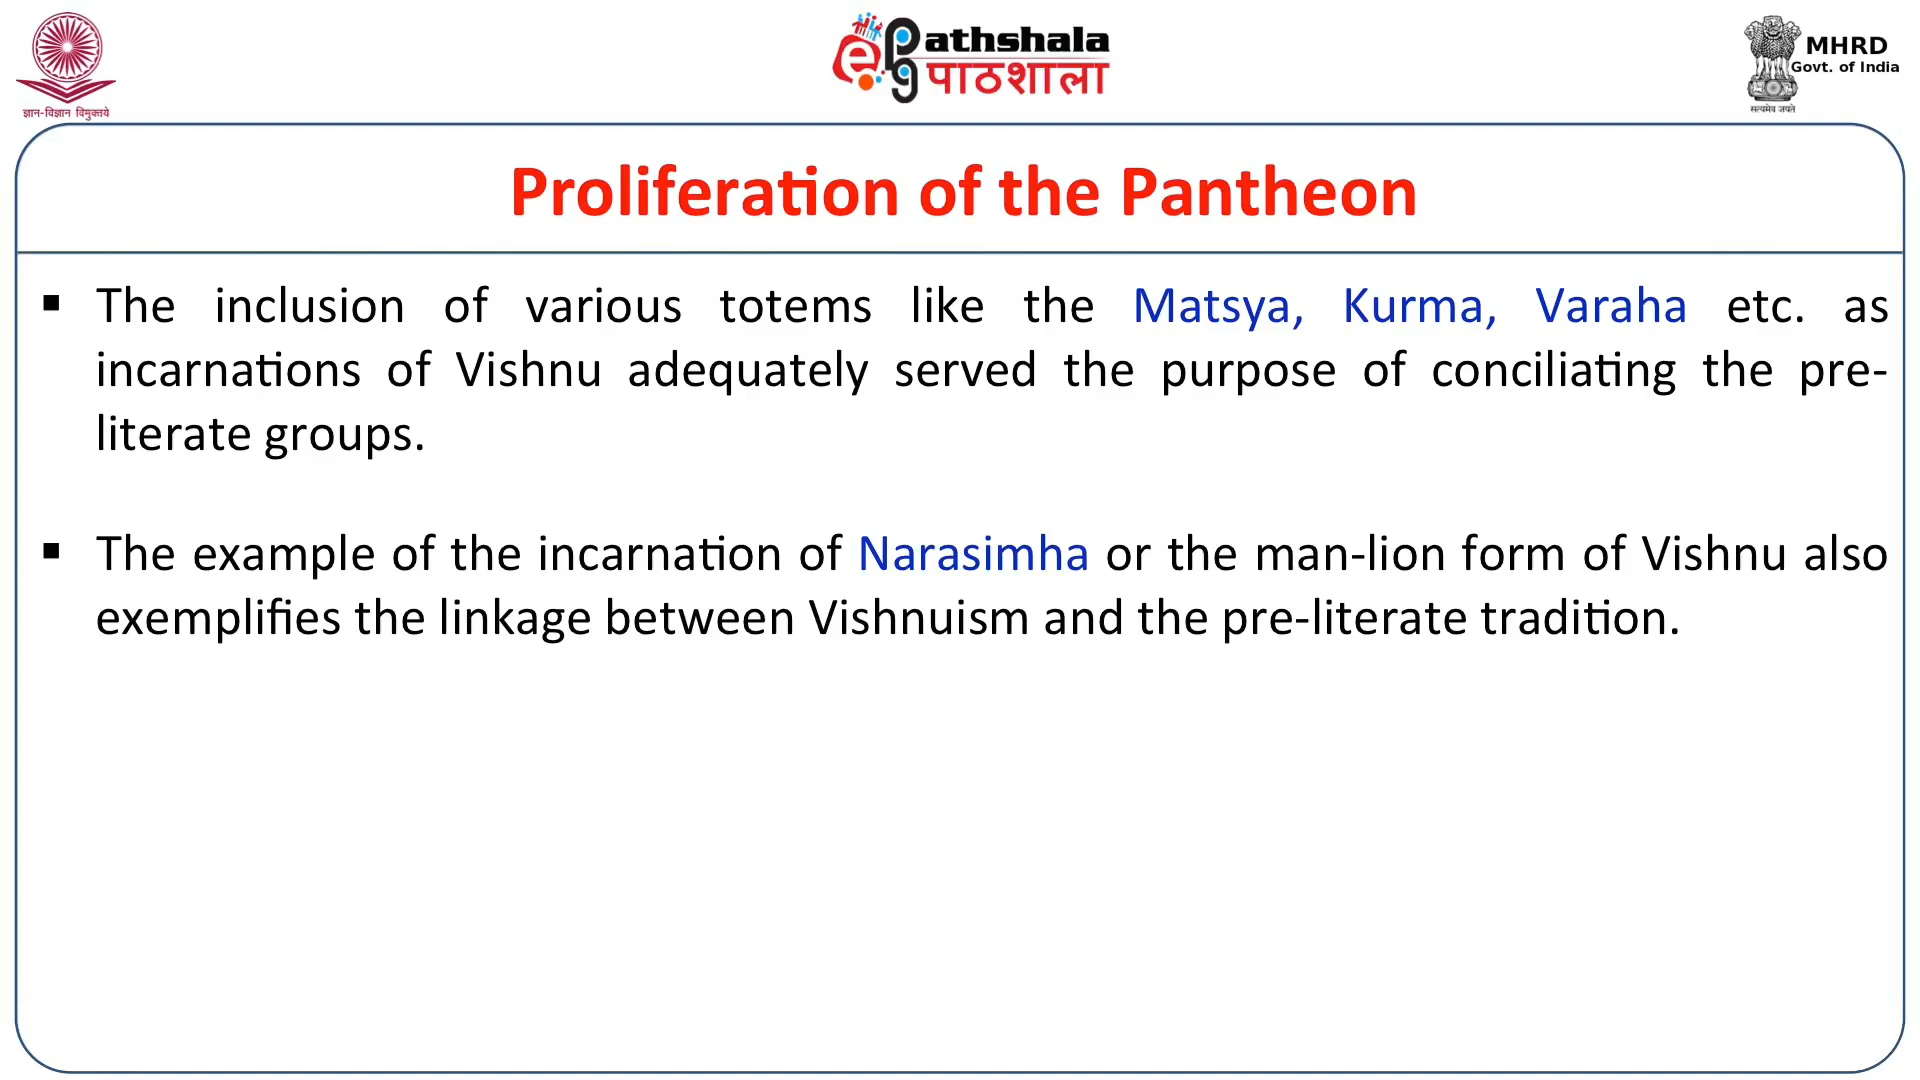 ज्ञान-विज्ञान विमुक्तये
ePathshala
pg पाठशाला
MHRD
Govt. of India
सत्यमेव जयते
Proliferation of the Pantheon
▪ The inclusion of various totems like the Matsya, Kurma, Varaha etc. as
incarnations of Vishnu adequately served the purpose of conciliating the pre-
literate groups.
▪ The example of the incarnation of Narasimha or the man-lion form of Vishnu also
exemplifies the linkage between Vishnuism and the pre-literate tradition.